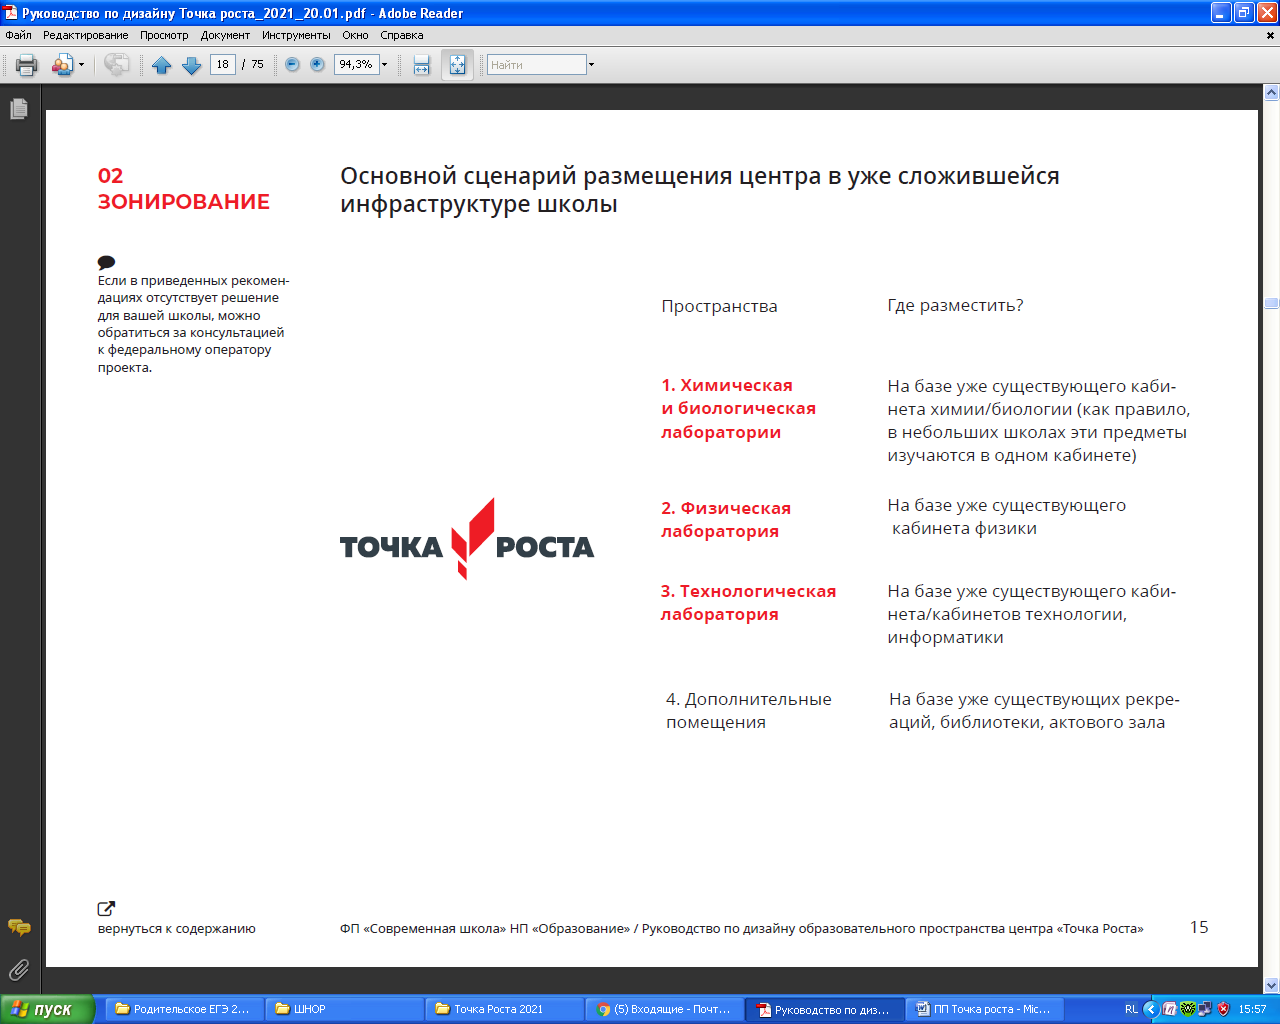 Руководство по дизайну Точка роста_2021_20.01.pdf - Adobe Reader
Файл Редактирование Просмотр Документ Инструменты Окно Справка
18 / 75 94,3% Найти
02
ЗОНИРОВАНИЕ
Основной сценарий размещения центра в уже сложившейся
инфраструктуре школы
Если в приведенных рекомен-
дациях отсутствует решение
для вашей школы, можно
обратиться за консультацией
к федеральному оператору
проекта.
Пространства
Где разместить?
1. Химическая
и биологическая
лаборатории
На базе уже существующего каби-
нета химии/биологии (как правило,
в небольших школах эти предметы
изучаются в одном кабинете)
2. Физическая
лаборатория
На базе уже существующего
кабинета физики
ТОЧКА РОСТА
3. Технологическая
лаборатория
На базе уже существующего каби-
нета/кабинетов технологии,
информатики
4. Дополнительные
помещения
На базе уже существующих рекре-
аций, библиотеки, актового зала
вернуться к содержанию
ФП «Современная школа» НП «Образование» / Руководство по дизайну образовательного пространства центра «Точка Роста»
15
пуск Родительское ЕГЭ 2... ШНОР Точка Роста 2021 (5) Входящие - Почт... Руководство по диз... ПП Точка роста - Mic... RL 15:57